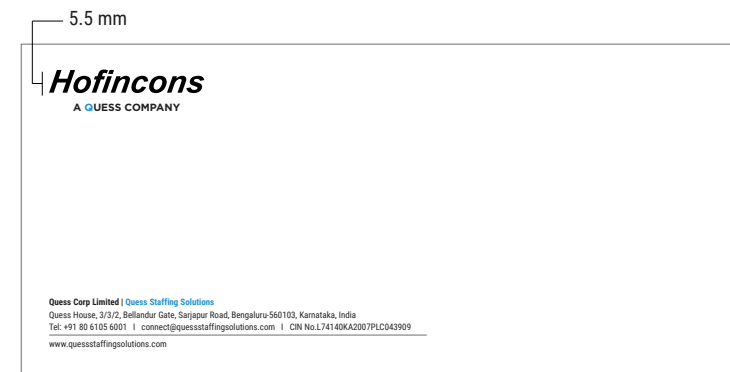 5.5 mm
Hofincons
A QUESS COMPANY
Quess Corp Limited | Quess Staffing Solutions
Quess House, 3/3/2, Bellandur Gate, Sarjapur Road, Bengaluru-560103, Karnataka, India
Tel: +91 80 6105 6001 I connect@quessstaffingsolutions.com I CIN No.L74140KA2007PLC043909
www.quessstaffingsolutions.com